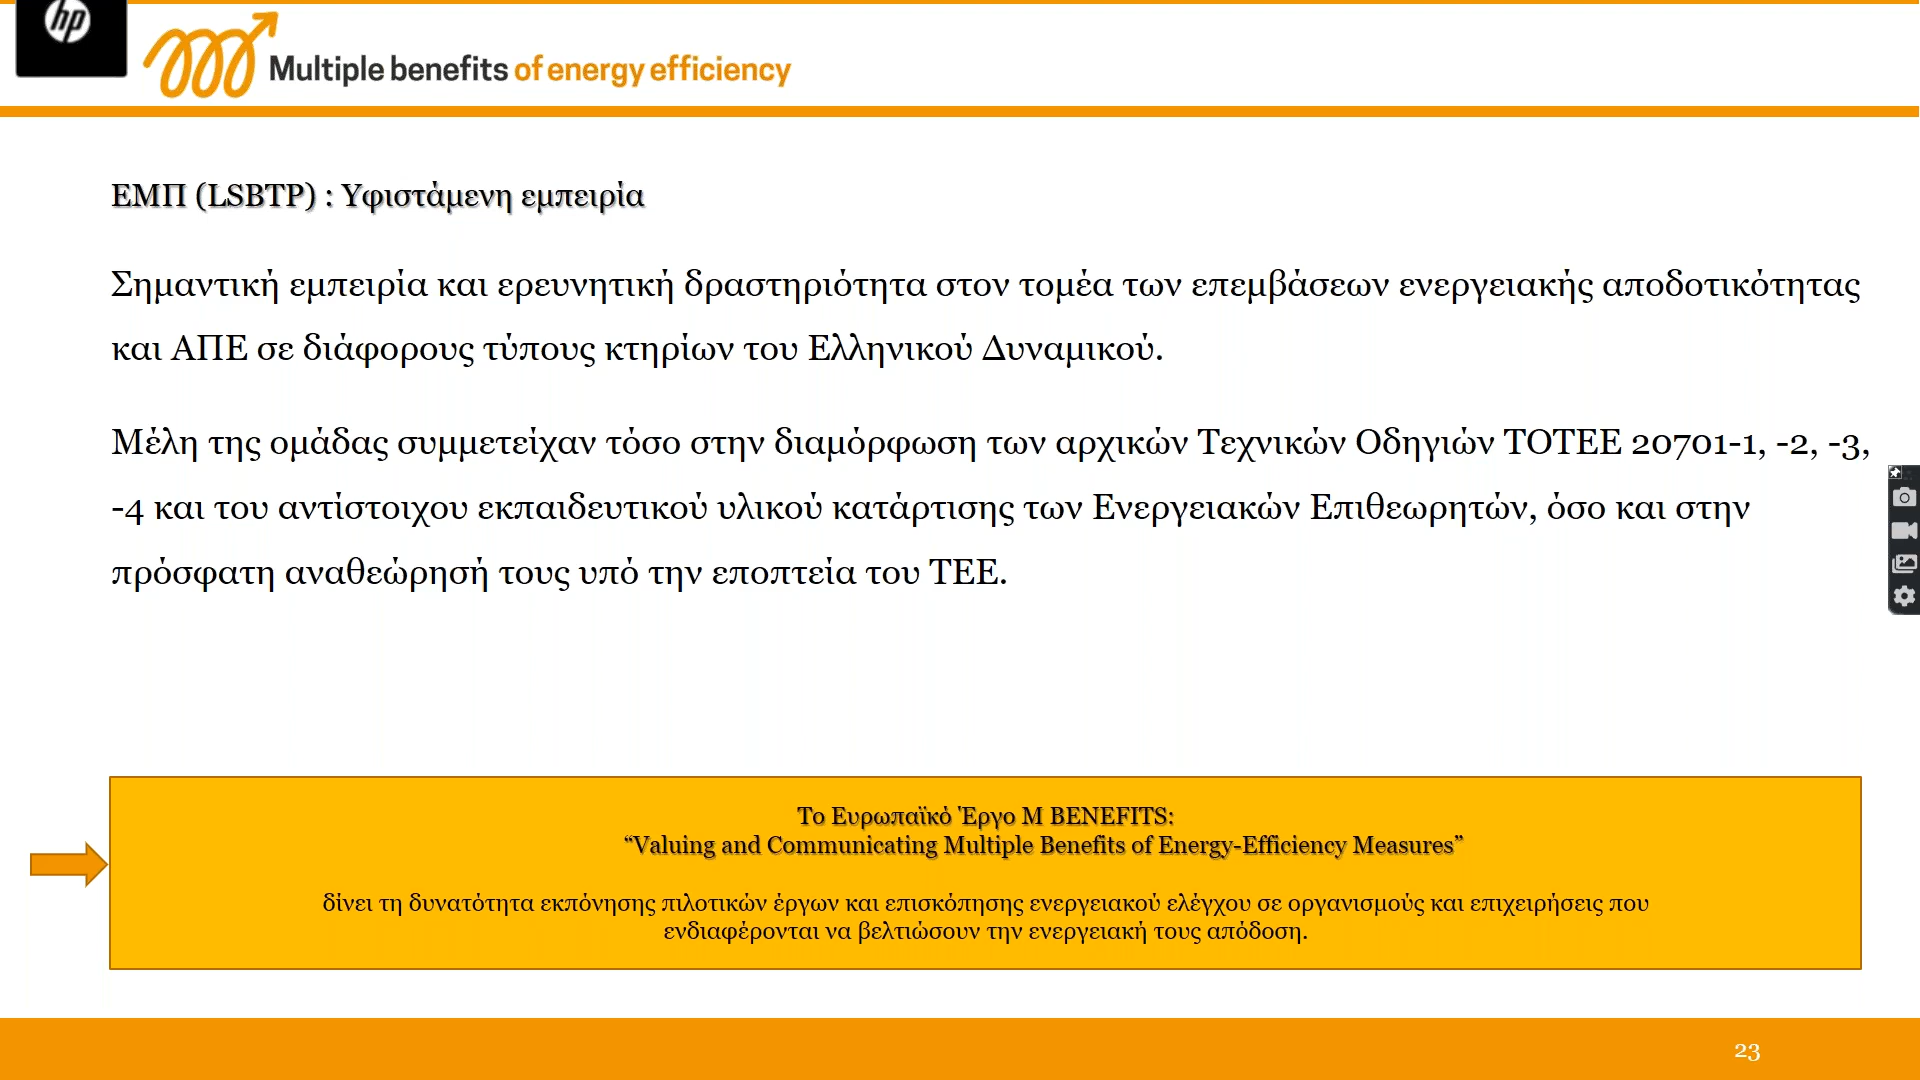 hp
Multiple benefits of energy efficiency
ΕΜΠ (LSBTP) : Υφιστάμενη εμπειρία
Σημαντική εμπειρία και ερευνητική δραστηριότητα στον τομέα των επεμβάσεων ενεργειακής αποδοτικότητας
και ΑΠΕ σε διάφορους τύπους κτηρίων του Ελληνικού Δυναμικού.
Μέλη της ομάδας συμμετείχαν τόσο στην διαμόρφωση των αρχικών Τεχνικών Οδηγιών ΤΟΤΕΕ 20701-1, -2, -3,
-4 και του αντίστοιχου εκπαιδευτικού υλικού κατάρτισης των Ενεργειακών Επιθεωρητών, όσο και στην
πρόσφατη αναθεώρησή τους υπό την εποπτεία του ΤΕΕ.
Το Ευρωπαϊκό Έργο M BENEFITS:
“Valuing and Communicating Multiple Benefits of Energy-Efficiency Measures”
δίνει τη δυνατότητα εκπόνησης πιλοτικών έργων και επισκόπησης ενεργειακού ελέγχου σε οργανισμούς και επιχειρήσεις που
ενδιαφέρονται να βελτιώσουν την ενεργειακή τους απόδοση.
23